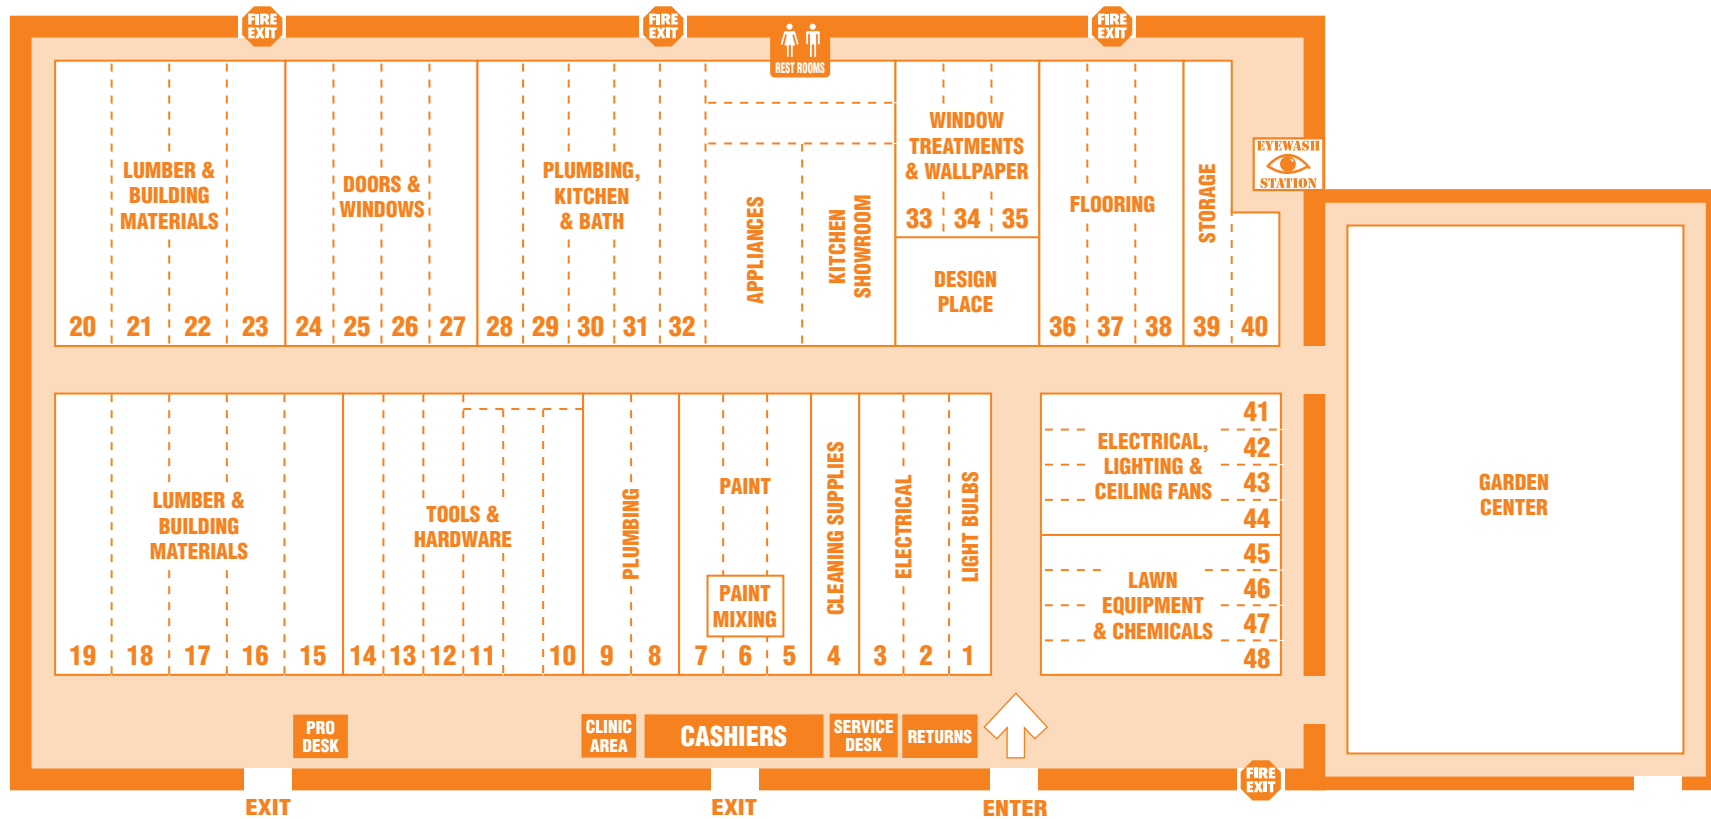 FIRE
EXIT
FIRE
EXIT
FIRE
EXIT
REST ROOMS
LUMBER &
BUILDING
MATERIALS
20 21 22 23
DOORS &
WINDOWS
24 25 26 27
PLUMBING,
KITCHEN
& BATH
28 29 30 31 32
APPLIANCES
KITCHEN
SHOWROOM
WINDOW
TREATMENTS
& WALLPAPER
33 34 35
DESIGN
PLACE
FLOORING
36 37 38
STORAGE
39 40
EYEWASH
STATION
LUMBER &
BUILDING
MATERIALS
19 18 17 16 15
TOOLS &
HARDWARE
14 13 12 11 10
PLUMBING
9 8
PAINT
PAINT
MIXING
7 6 5
CLEANING SUPPLIES
4
ELECTRICAL
3 2
LIGHT BULBS
1
41
42
43
44
ELECTRICAL,
LIGHTING &
CEILING FANS
45
46
47
48
LAWN
EQUIPMENT
& CHEMICALS
GARDEN
CENTER
PRO
DESK
CLINIC
AREA
CASHIERS
SERVICE
DESK
RETURNS
FIRE
EXIT
EXIT
EXIT
ENTER